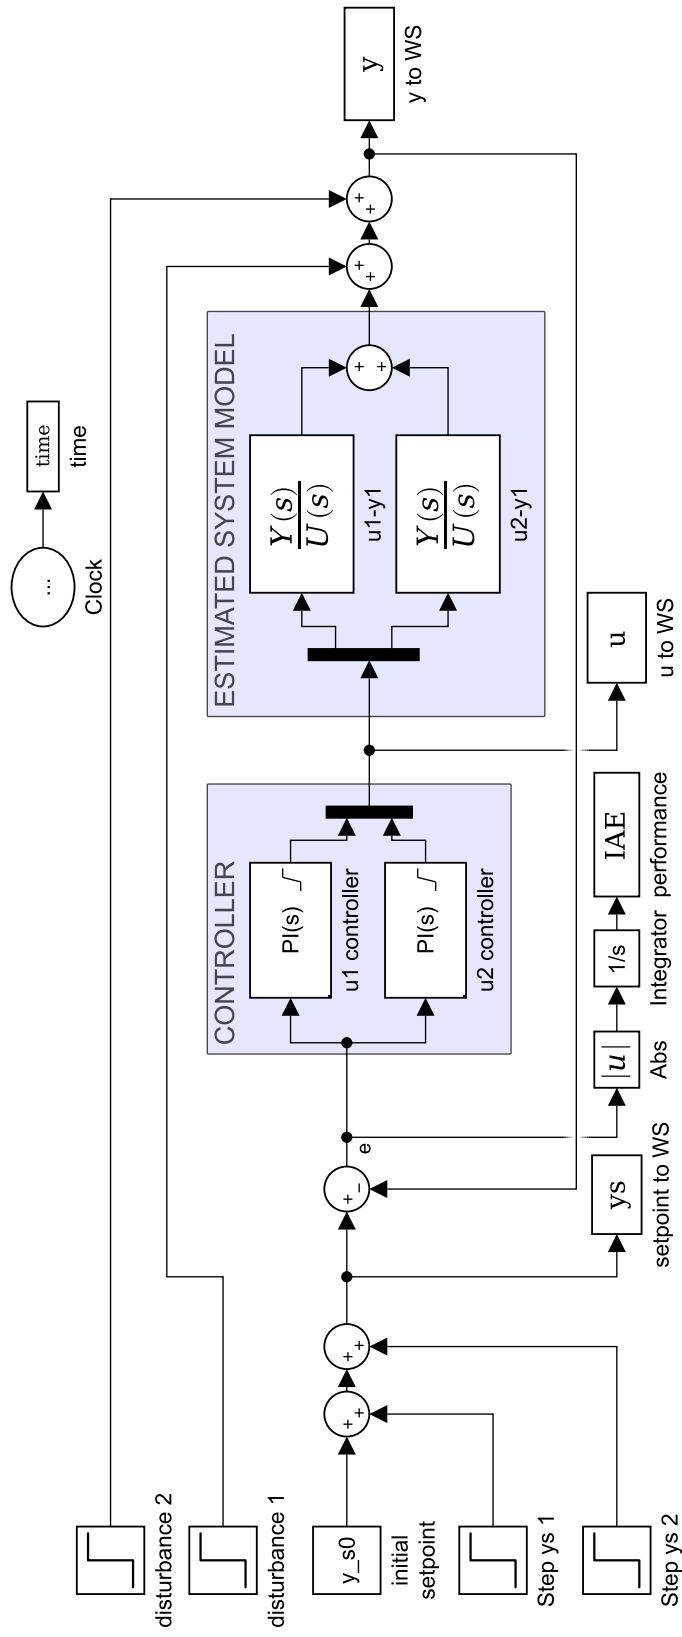 ...
Clock
time
time
disturbance 2
disturbance 1
y_s0
initial
setpoint
Step ys 1
Step ys 2
+
+
+
+
ys
setpoint to WS
+
−
e
|u|
Abs
1/s
Integrator
IAE
performance
CONTROLLER
PI(s)
u1 controller
PI(s)
u2 controller
u
u to WS
ESTIMATED SYSTEM MODEL
Y(s)
U(s)
u1-y1
Y(s)
U(s)
u2-y1
+
+
+
+
+
+
y
y to WS